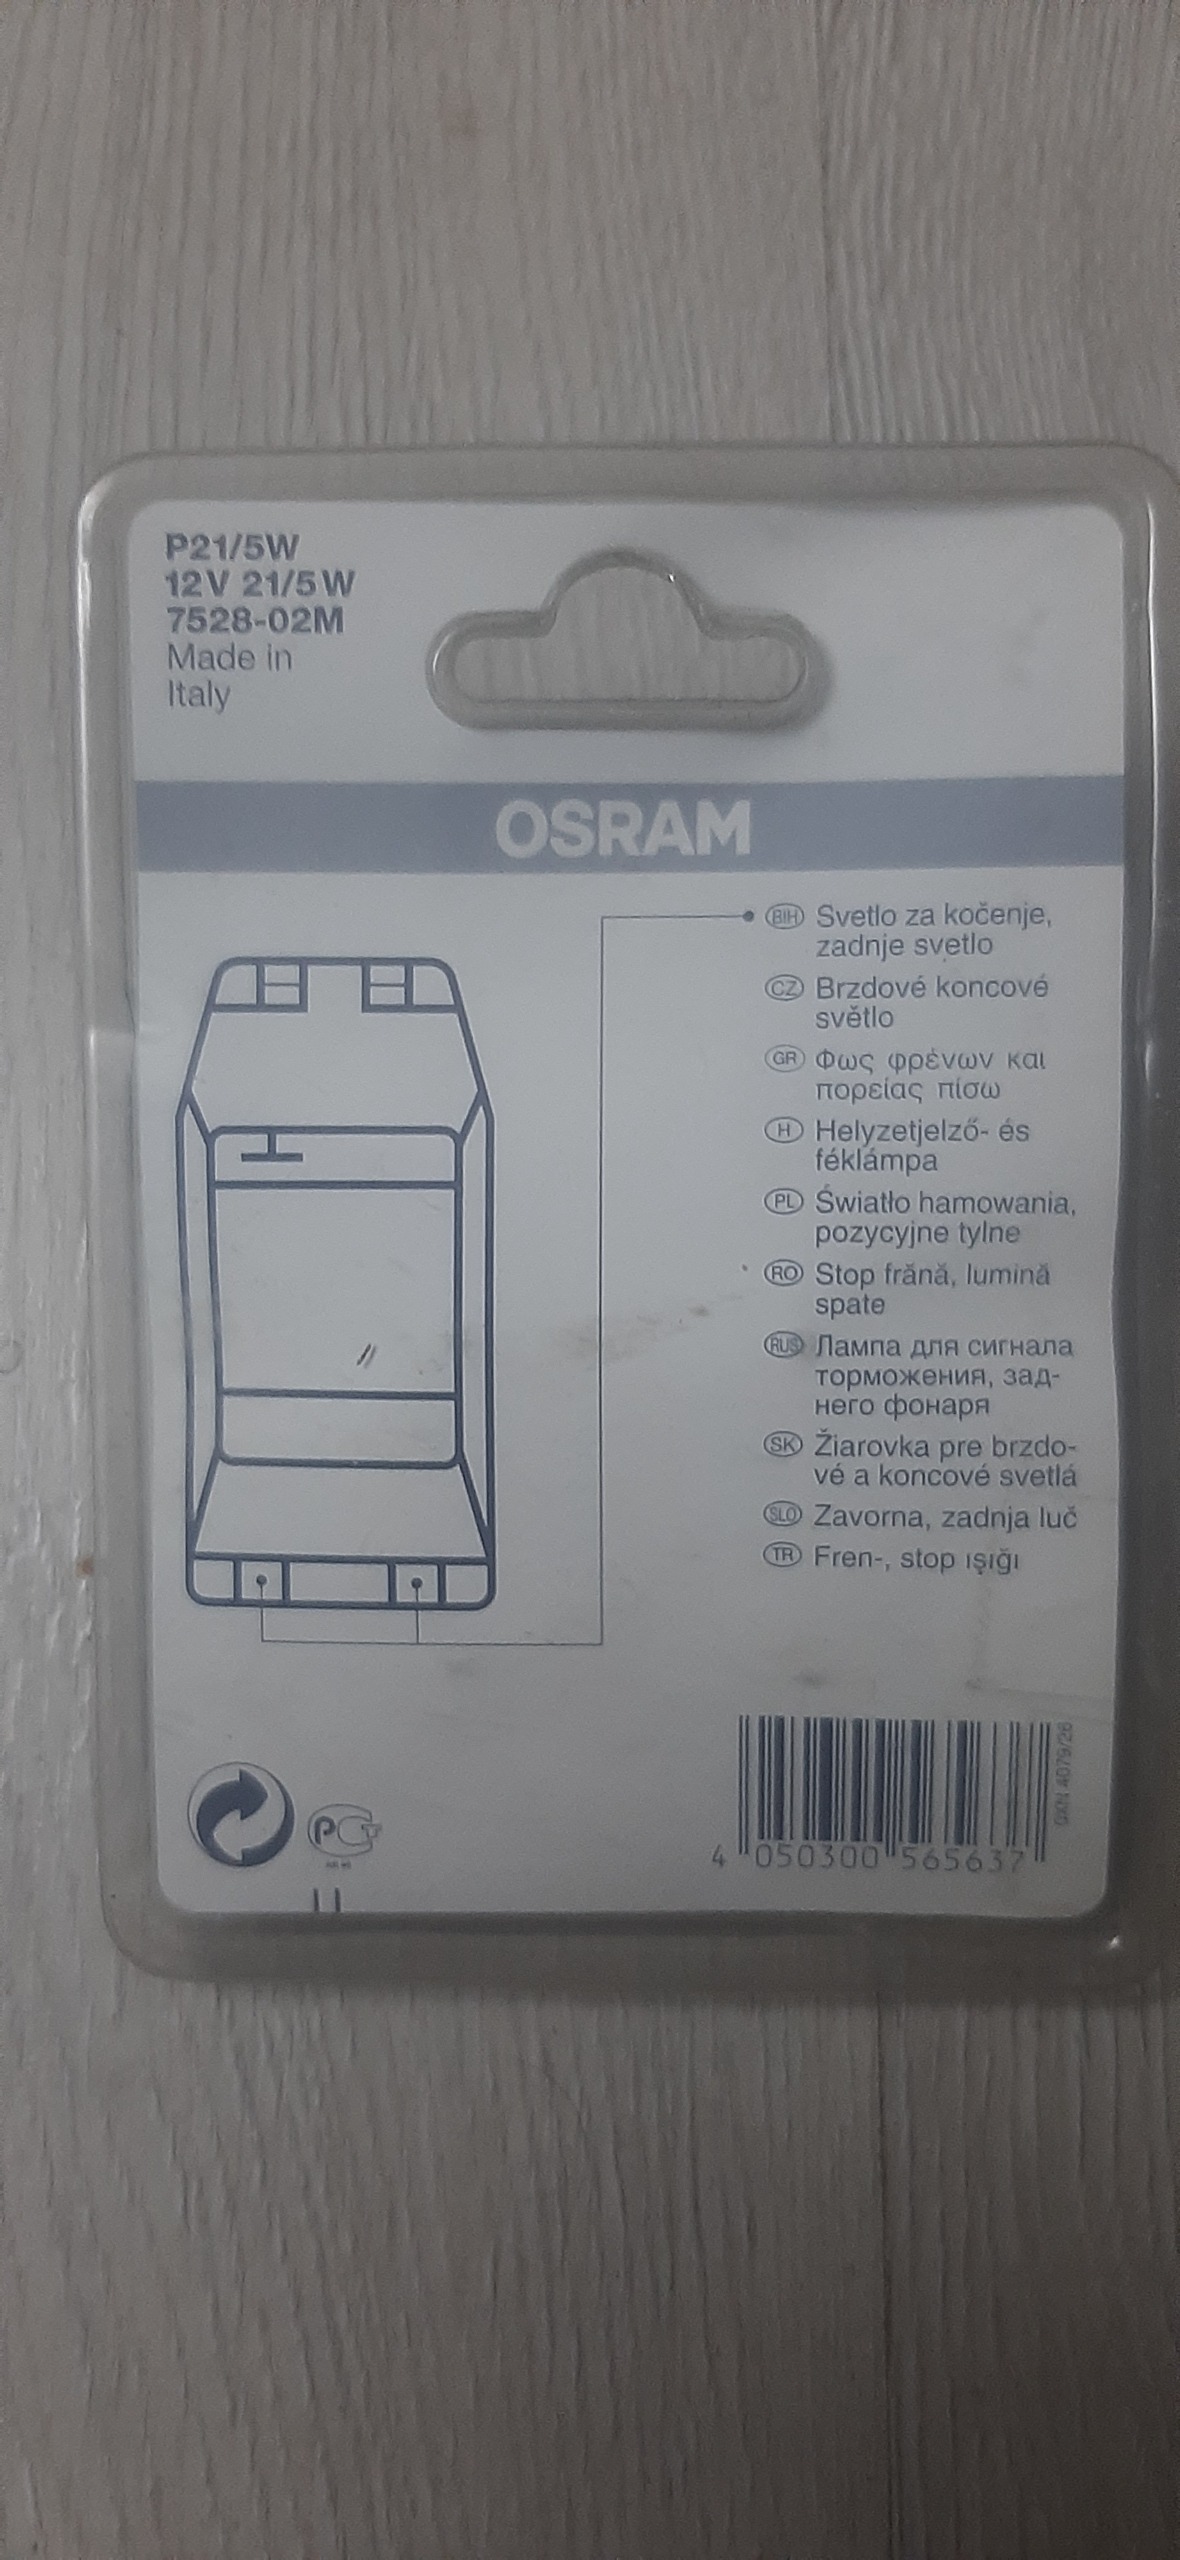 P21/5W
12V 21/5W
7528-02M
Made in
Italy
OSRAM
BIH Svetlo za kočenje,
zadnje svetlo
CZ Brzdové koncové
světlo
GR Φως φρένων και
πορείας πίσω
H Helyzetjelző- és
féklámpa
PL Światło hamowania,
pozycyjne tylne
RO Stop frână, lumină
spate
RUS Лампа для сигнала
торможения, зад-
него фонаря
SK Žiarovka pre brzdo-
vé a koncové svetlá
SLO Zavorna, zadnja luč
TR Fren-, stop ışığı
4 050300 565637